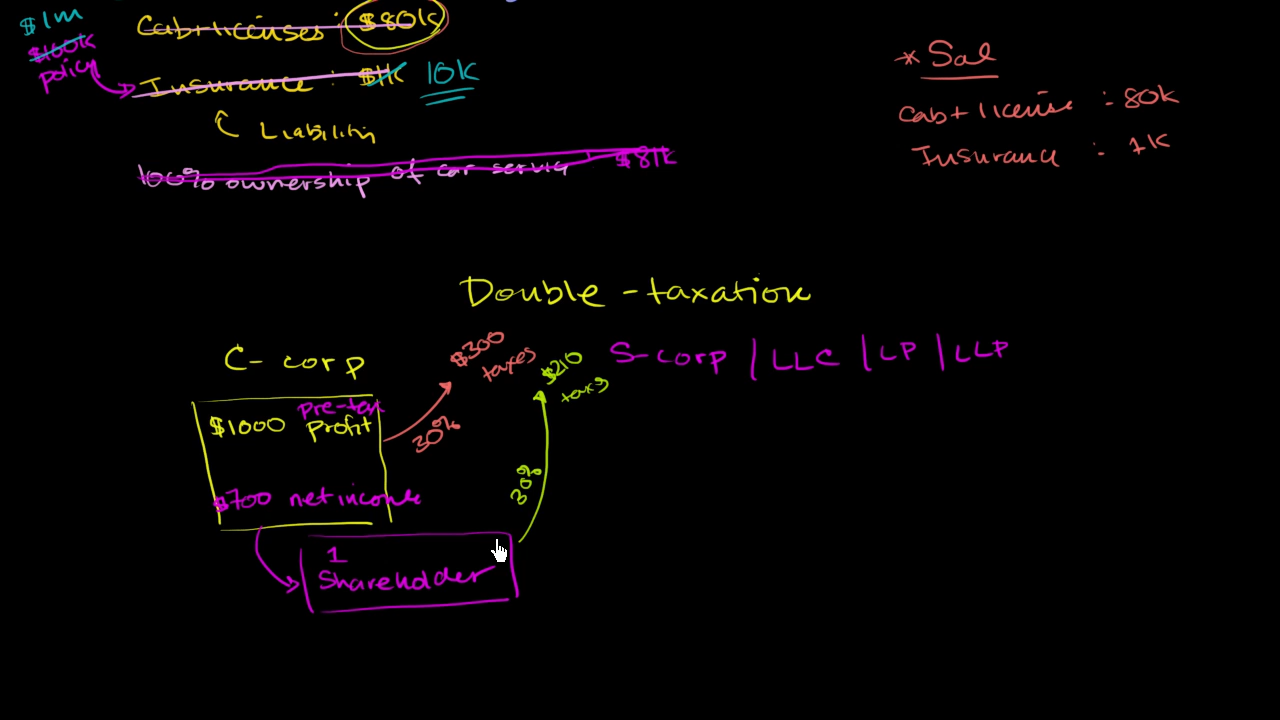 $1m
$100k
policy
Cab+licenses : $80k
Insurance : $1k 10k
Liability
100% ownership of car servic $81k
* Sal
Cab+license : 80k
Insurance : 1k
Double-taxation
C-corp
$300
taxes
$210
taxes
S-corp | LLC | LP | LLP
pre-tax
$1000 profit
30%
$700 net income
30%
1
Shareholder